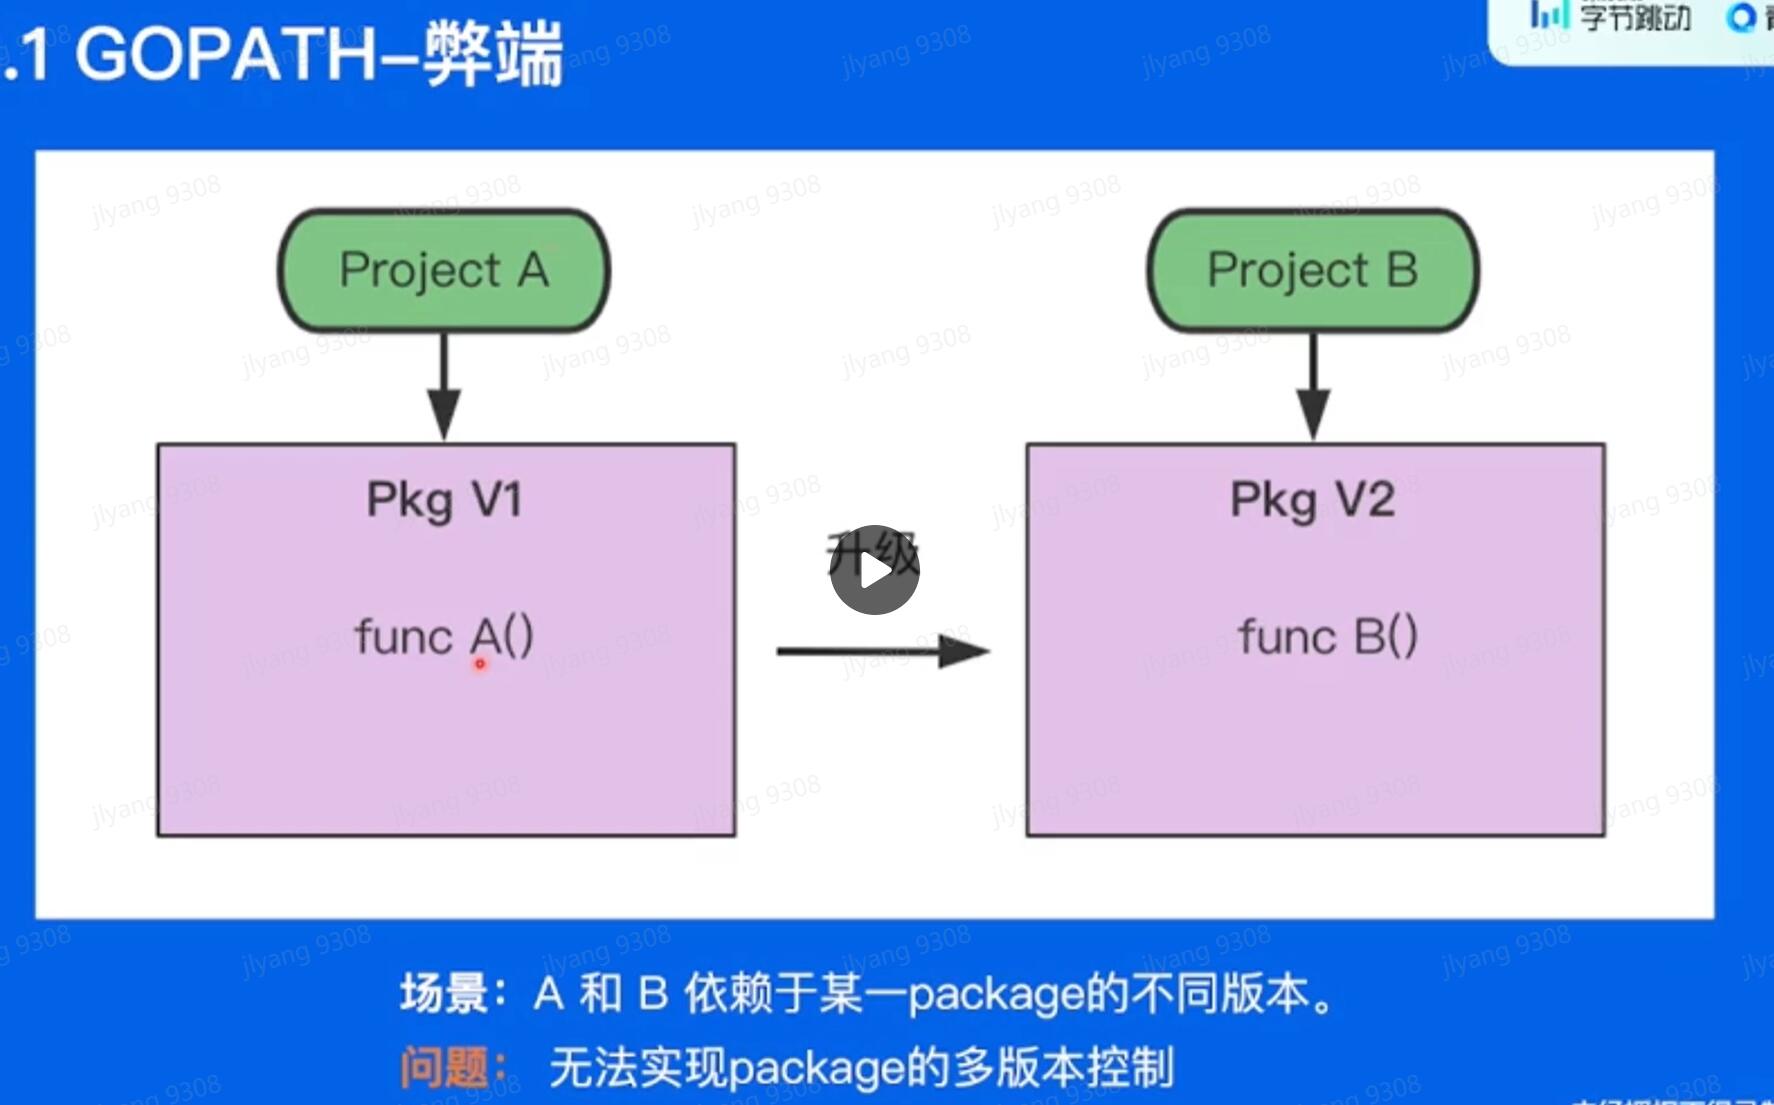 .1 GOPATH–弊端
字节跳动
Project A
Project B
Pkg V1
Pkg V2
升级
func A()
func B()
场景：A 和 B 依赖于某一package的不同版本。
问题： 无法实现package的多版本控制
jlyang 9308